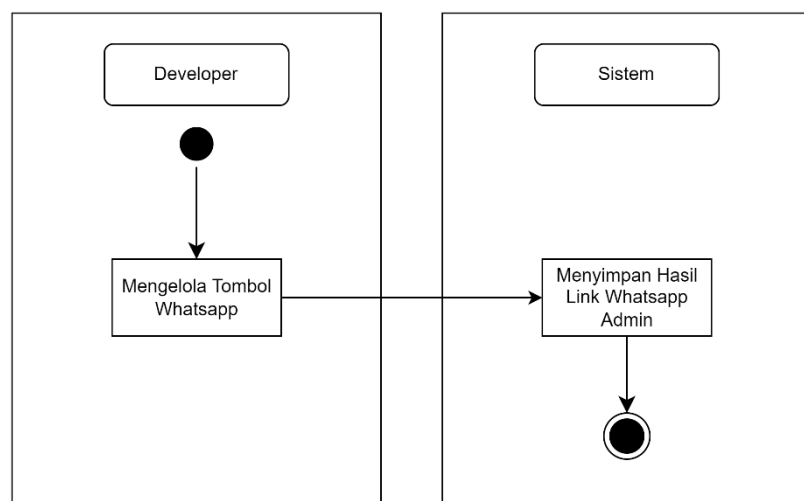 Developer
Sistem
Mengelola Tombol
Whatsapp
Menyimpan Hasil
Link Whatsapp
Admin